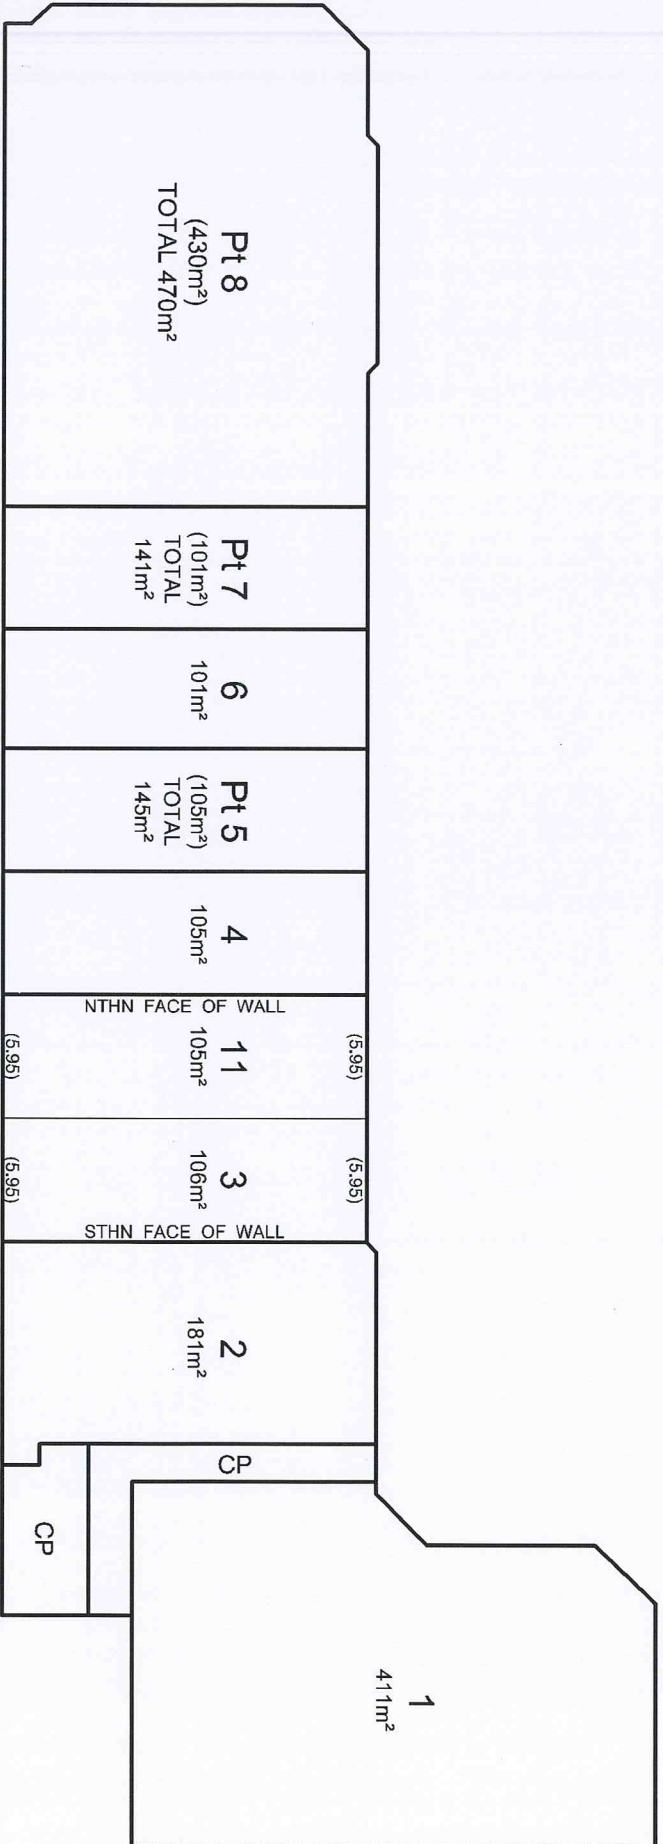 Pt 8
(430m²)
TOTAL 470m²
Pt 7
(101m²)
TOTAL
141m²
6
101m²
Pt 5
(105m²)
TOTAL
145m²
4
105m²
NTHN FACE OF WALL
(5.95)
11
105m²
(5.95)
(5.95)
3
106m²
(5.95)
STHN FACE OF WALL
2
181m²
CP
CP
1
411m²